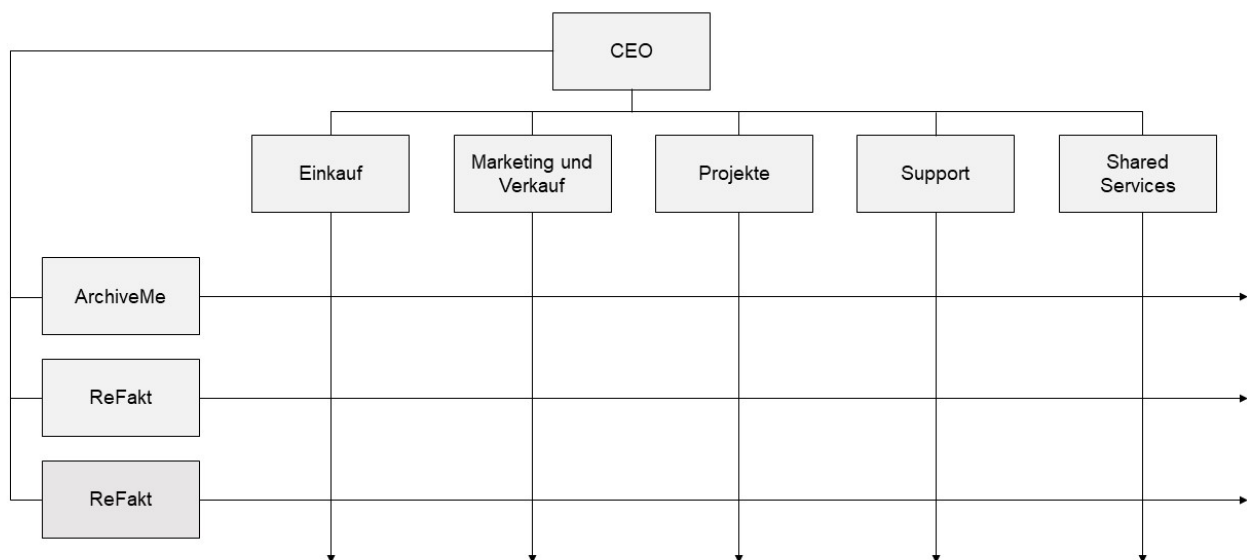 CEO
Einkauf
Marketing und
Verkauf
Projekte
Support
Shared
Services
ArchiveMe
ReFakt
ReFakt